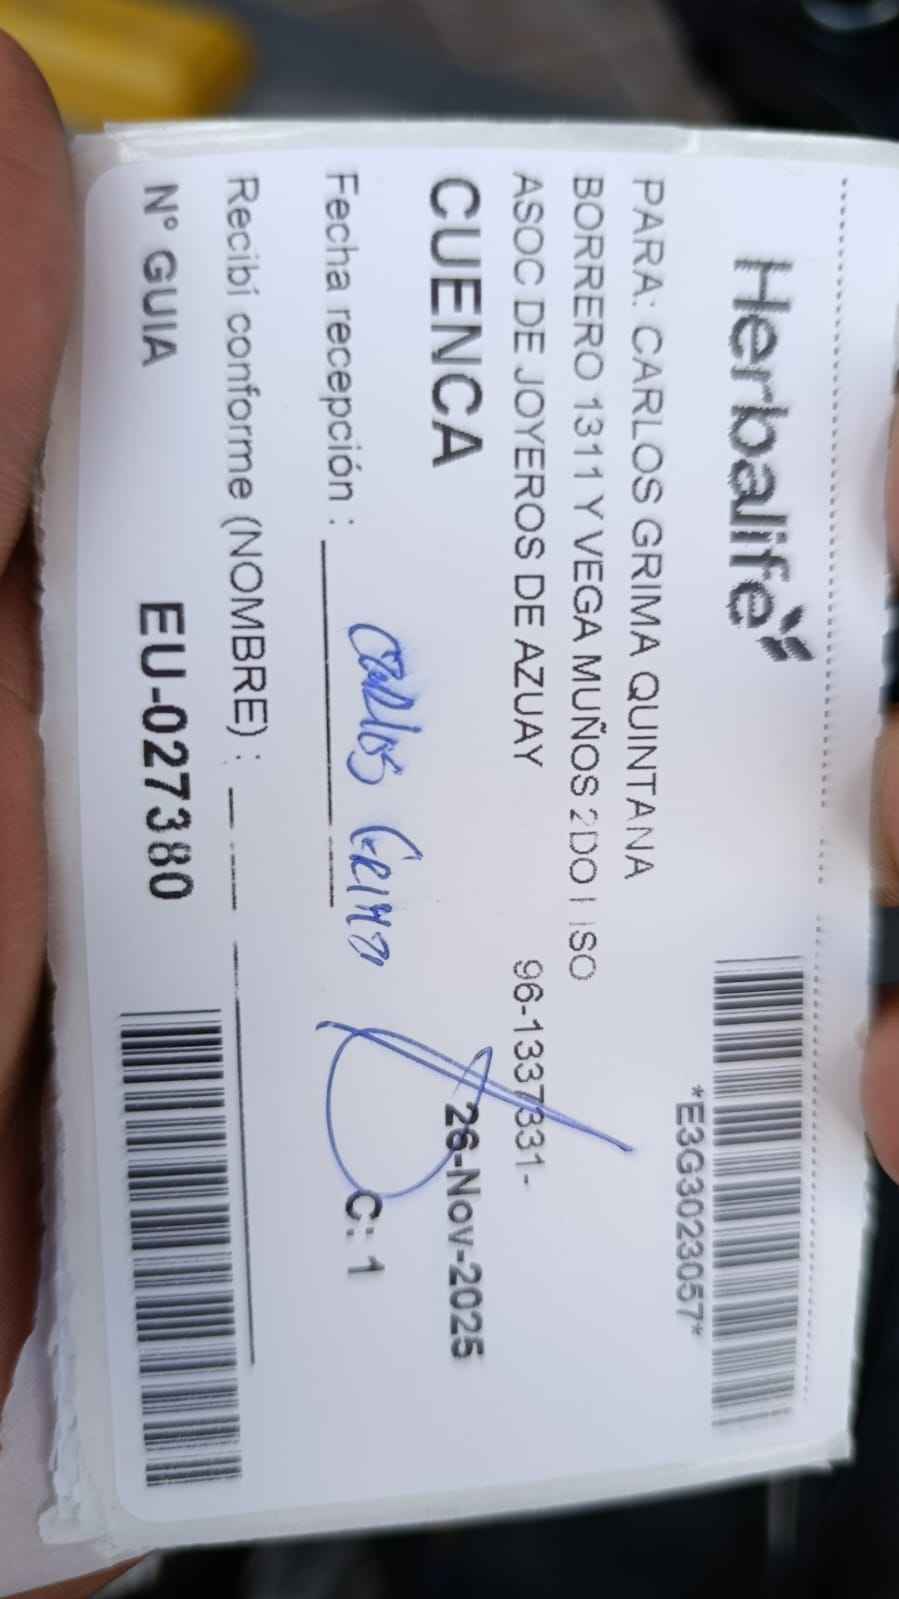 Herbalife
*E3G3023057*
PARA: CARLOS GRIMA QUINTANA
BORRERO 1311 Y VEGA MUÑOS 2DO PISO
ASOC DE JOYEROS DE AZUAY 96-1337331-
CUENCA 26-Nov-2025
Fecha recepción : C: 1
Carlos Grima
Recibí conforme (NOMBRE) :
N° GUIA EU-027380